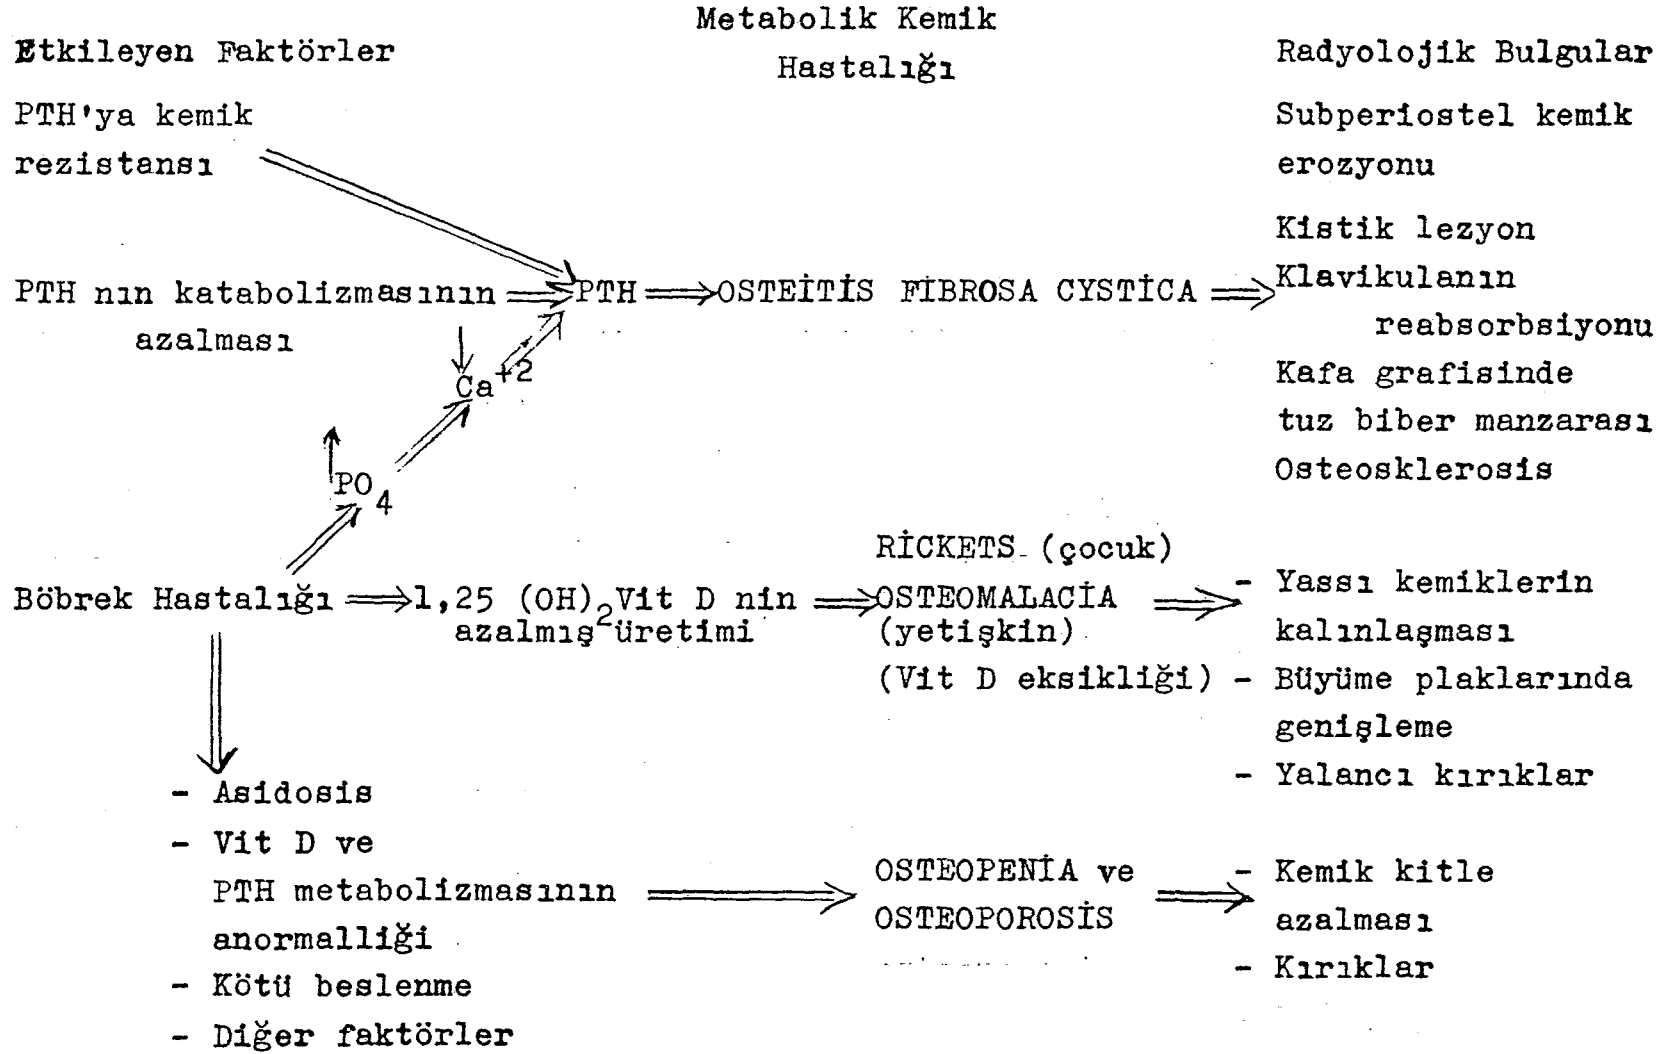 Metabolik Kemik
Hastalığı
Etkileyen Faktörler
Radyolojik Bulgular
PTH'ya kemik
rezistansı
Subperiostel kemik
erozyonu
Kistik lezyon
PTH nın katabolizmasının
azalması
PTH
OSTEİTİS FİBROSA CYSTİCA
Klavikulanın
reabsorbsiyonu
Kafa grafisinde
tuz biber manzarası
Osteosklerosis
Ca+2
PO4
Böbrek Hastalığı
1,25 (OH)2Vit D nin
azalmış üretimi
RİCKETS (çocuk)
OSTEOMALACİA
(yetişkin)
(Vit D eksikliği)
- Yassı kemiklerin
kalınlaşması
- Büyüme plaklarında
genişleme
- Yalancı kırıklar
- Asidosis
- Vit D ve
PTH metabolizmasının
anormalliği
- Kötü beslenme
- Diğer faktörler
OSTEOPENİA ve
OSTEOPOROSİS
- Kemik kitle
azalması
- Kırıklar